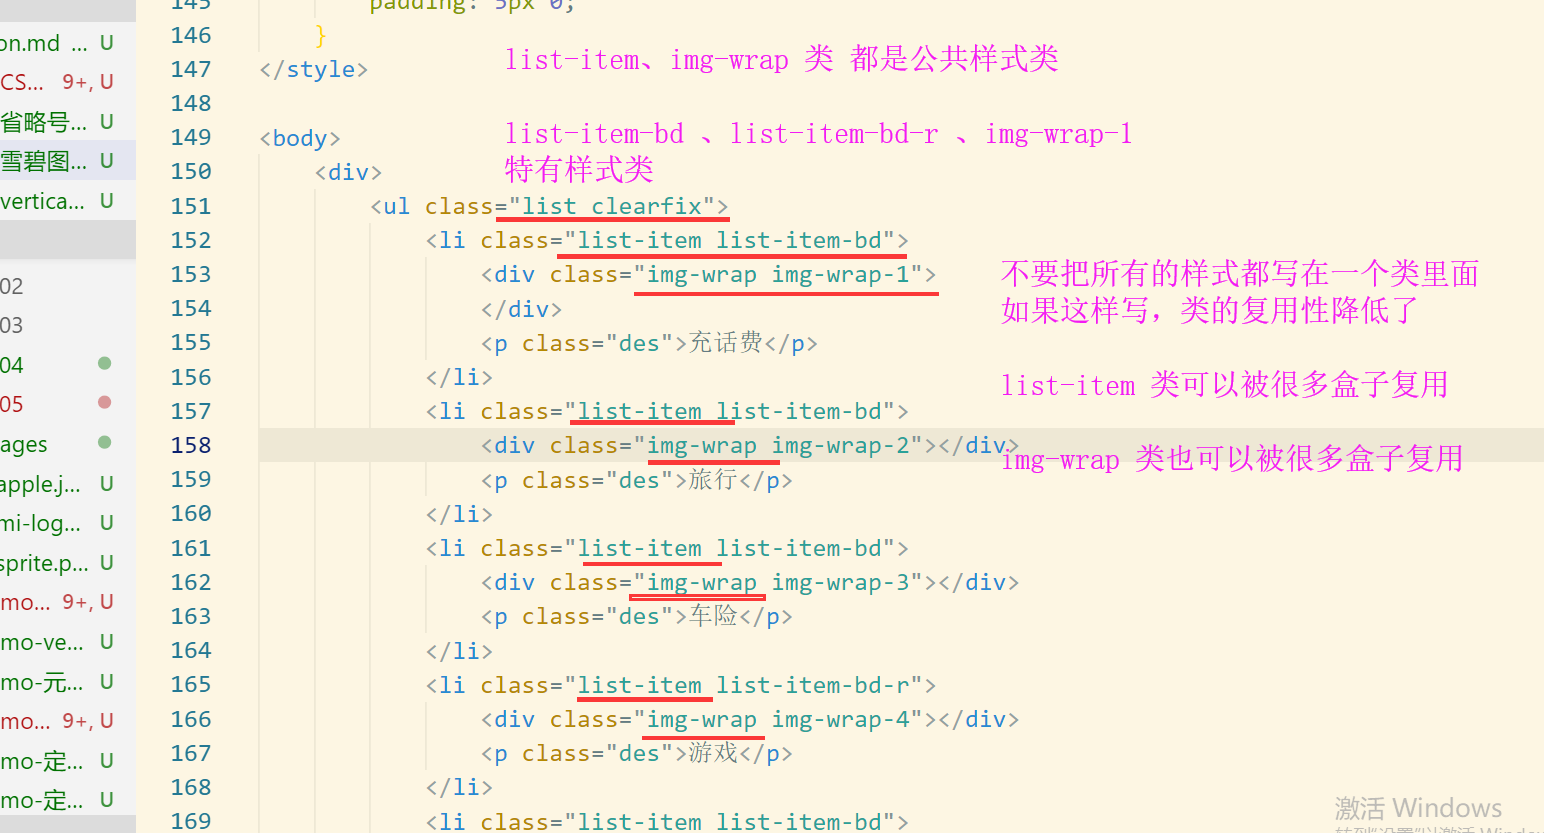 on.md ... U
CS... 9+, U
省略号... U
雪碧图... U
vertica... U
02
03
04
05
ages
apple.j... U
mi-log... U
sprite.p... U
mo... 9+, U
mo-ve... U
mo-元... U
mo... 9+, U
mo-定... U
mo-定... U
145 padding: 5px 0;
146 }
147 </style>
148
149 <body>
150 <div>
151 <ul class="list clearfix">
152 <li class="list-item list-item-bd">
153 <div class="img-wrap img-wrap-1">
154 </div>
155 <p class="des">充话费</p>
156 </li>
157 <li class="list-item list-item-bd">
158 <div class="img-wrap img-wrap-2"></div>
159 <p class="des">旅行</p>
160 </li>
161 <li class="list-item list-item-bd">
162 <div class="img-wrap img-wrap-3"></div>
163 <p class="des">车险</p>
164 </li>
165 <li class="list-item list-item-bd-r">
166 <div class="img-wrap img-wrap-4"></div>
167 <p class="des">游戏</p>
168 </li>
169 <li class="list-item list-item-bd">
list-item、img-wrap 类 都是公共样式类
list-item-bd 、list-item-bd-r 、img-wrap-1
特有样式类
不要把所有的样式都写在一个类里面
如果这样写，类的复用性降低了
list-item 类可以被很多盒子复用
img-wrap 类也可以被很多盒子复用
激活 Windows
转到"设置"以激活 Windows